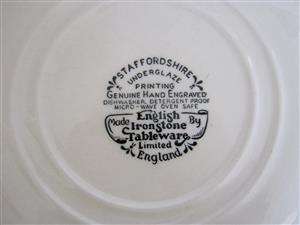 STAFFORDSHIRE
UNDERGLAZE
PRINTING
GENUINE HAND ENGRAVED
DISHWASHER, DETERGENT PROOF
MICRO-WAVE OVEN SAFE
Made English By
Ironstone
Tableware
Limited
England